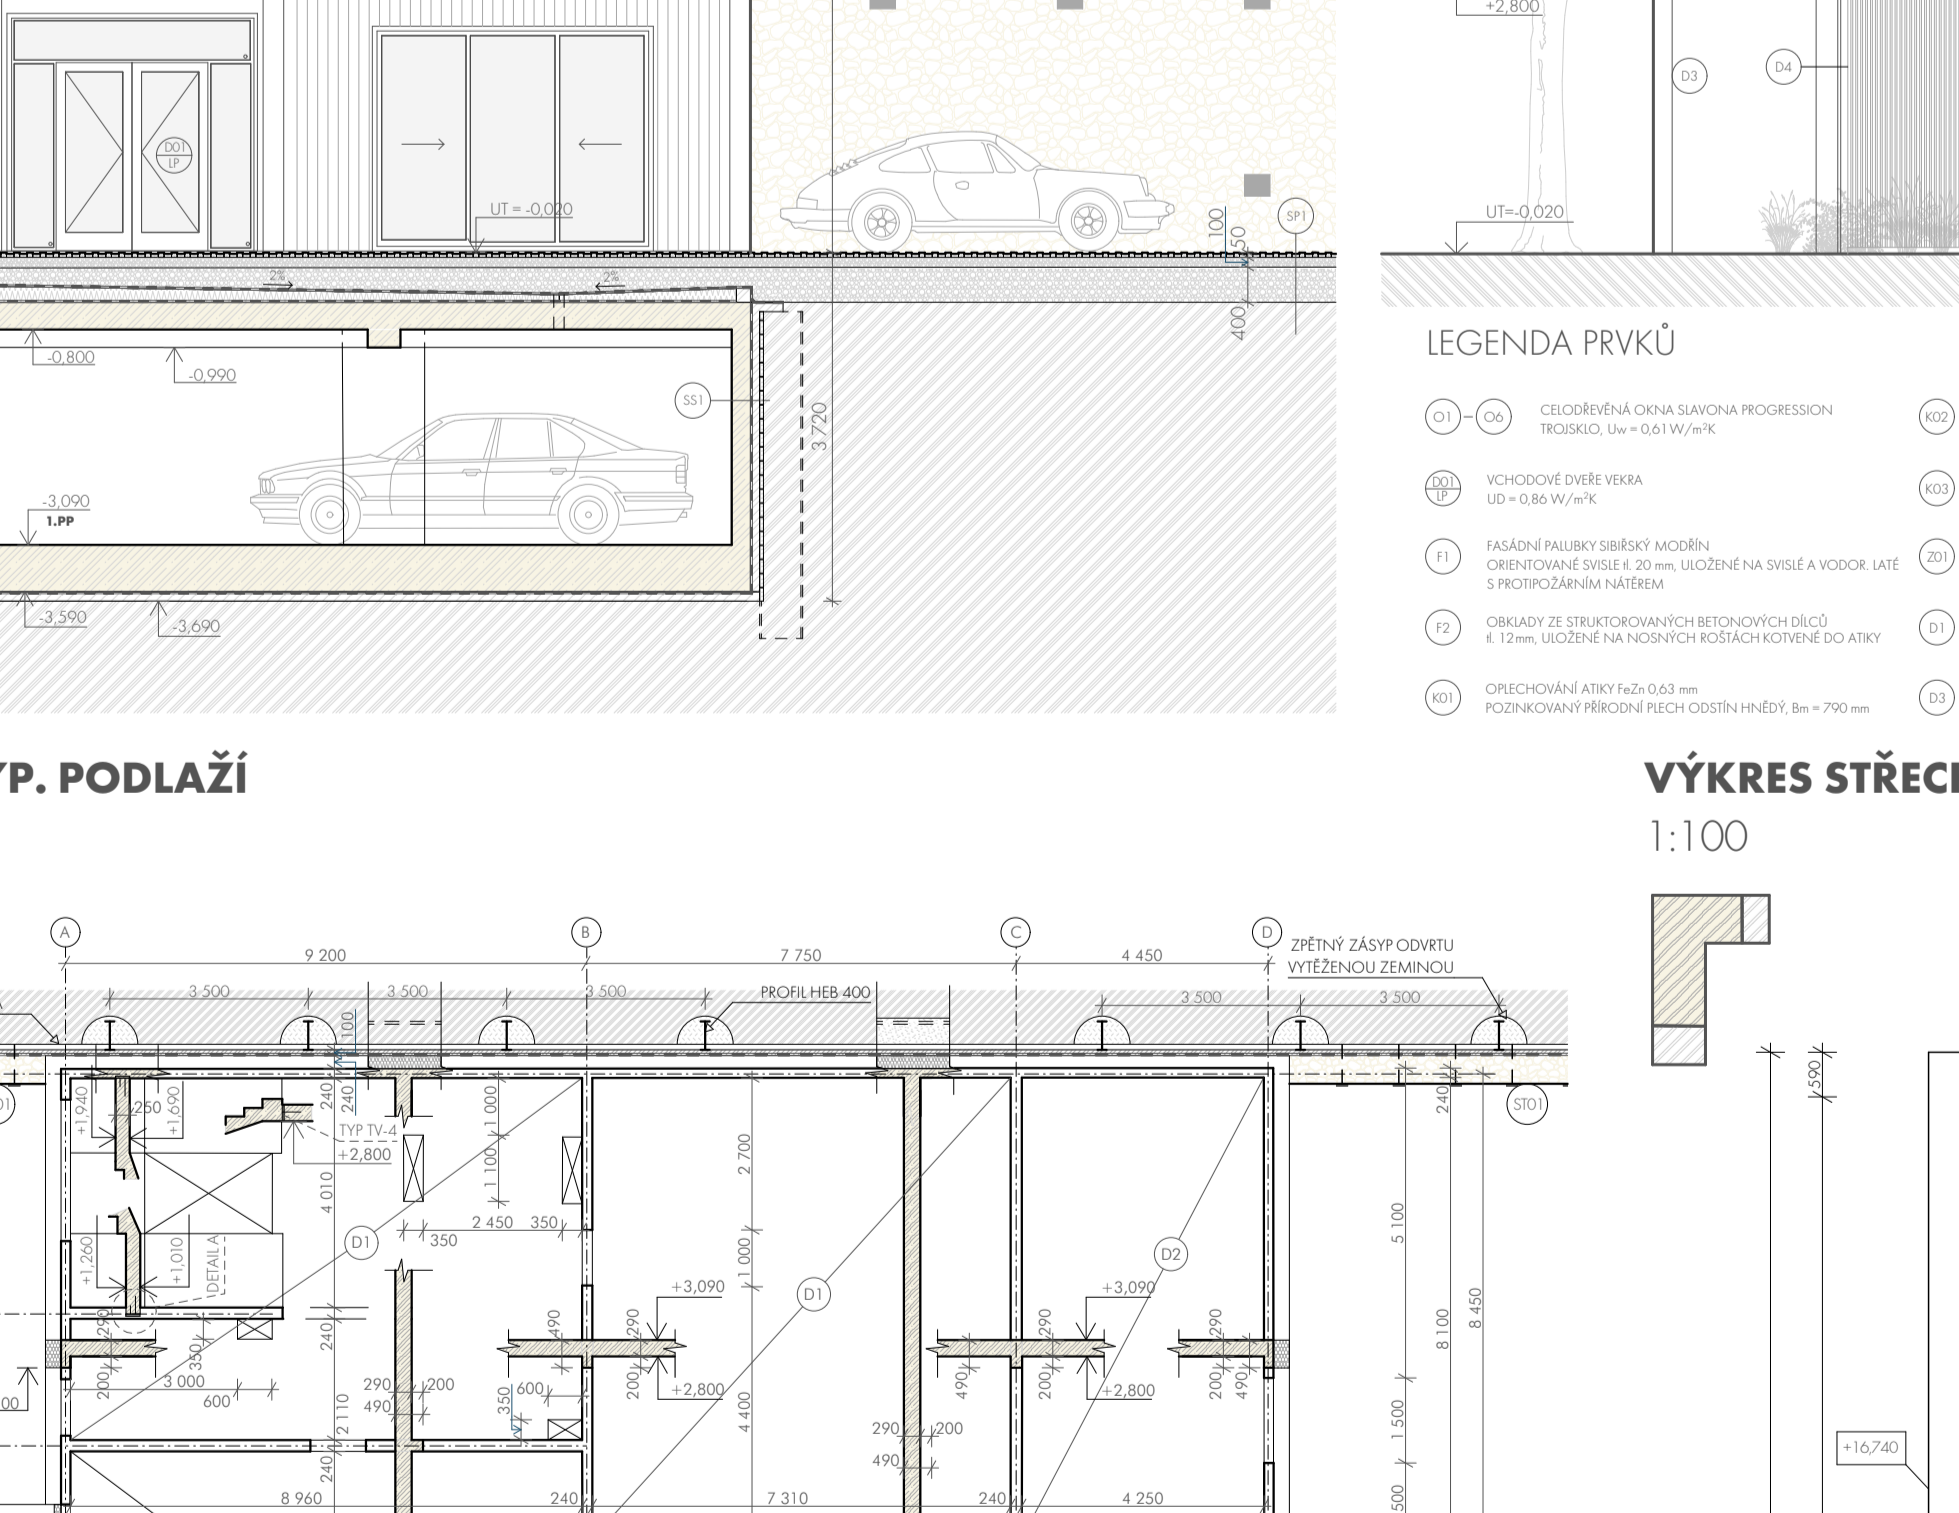 +2,800
D3
D4
D01
LP
UT = -0,020
UT=-0,020
100
50
SP1
2%
2%
400
-0,800
-0,990
SS1
3 720
-3,090
1.PP
-3,590
-3,690
LEGENDA PRVKŮ
O1 – O6
CELODŘEVĚNÁ OKNA SLAVONA PROGRESSION
TROJSKLO, Uw = 0,61 W/m²K
K02
D01
LP
VCHODOVÉ DVEŘE VEKRA
UD = 0,86 W/m²K
K03
F1
FASÁDNÍ PALUBKY SIBIŘSKÝ MODŘÍN
ORIENTOVANÉ SVISLE tl. 20 mm, ULOŽENÉ NA SVISLÉ A VODOR. LATĚ
S PROTIPOŽÁRNÍM NÁTĚREM
Z01
F2
OBKLADY ZE STRUKTOROVANÝCH BETONOVÝCH DÍLCŮ
tl. 12mm, ULOŽENÉ NA NOSNÝCH ROŠTÁCH KOTVENÉ DO ATIKY
D1
K01
OPLECHOVÁNÍ ATIKY FeZn 0,63 mm
POZINKOVANÝ PŘÍRODNÍ PLECH ODSTÍN HNĚDÝ, Bm = 790 mm
D3
YP. PODLAŽÍ
VÝKRES STŘECH
1:100
A
B
C
D
9 200
7 750
4 450
ZPĚTNÝ ZÁSYP ODVRTU
VYTĚŽENOU ZEMINOU
3 500
3 500
3 500
PROFIL HEB 400
3 500
3 500
100
240
240
+1,940
250
+1,690
TYP TV-4
+2,800
1 000
1 100
4 010
2 450
350
350
D1
+1,260
+1,010
DETAIL A
2 700
1 000
D1
D2
+3,090
+3,090
5 100
8 100
8 450
240
ST01
590
290
350
200
3 000
600
240
290
200
490
2 110
350
600
490
290
200
+2,800
4 400
290
200
490
490
290
200
+2,800
290
490
200
490
1 500
+16,740
240
8 960
240
7 310
240
4 250
500